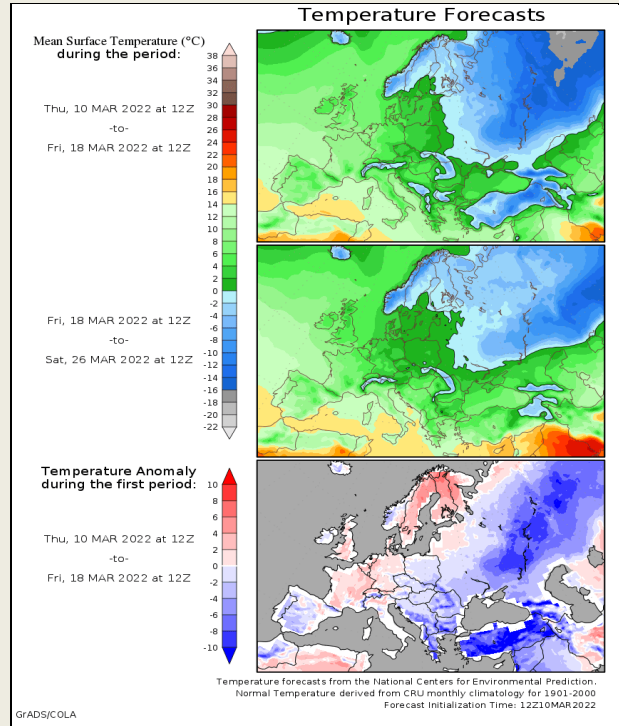 Temperature Forecasts
Mean Surface Temperature (°C)
during the period:
Thu, 10 MAR 2022 at 12Z
-to-
Fri, 18 MAR 2022 at 12Z
Fri, 18 MAR 2022 at 12Z
-to-
Sat, 26 MAR 2022 at 12Z
38
36
34
32
30
28
26
24
22
20
18
16
14
12
10
8
6
4
2
0
-2
-4
-6
-8
-10
-12
-14
-16
-18
-20
-22
Temperature Anomaly
during the first period:
Thu, 10 MAR 2022 at 12Z
-to-
Fri, 18 MAR 2022 at 12Z
10
8
6
4
2
0
-2
-4
-6
-8
-10
Temperature forecasts from the National Centers for Environmental Prediction.
Normal Temperature derived from CRU monthly climatology for 1901-2000
Forecast Initialization Time: 12Z10MAR2022
GrADS/COLA